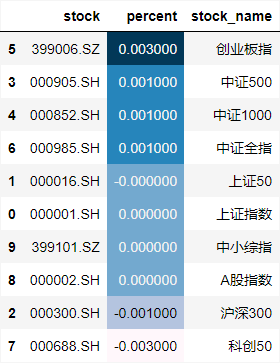 stock percent stock_name
5 399006.SZ 0.003000 创业板指
3 000905.SH 0.001000 中证500
4 000852.SH 0.001000 中证1000
6 000985.SH 0.001000 中证全指
1 000016.SH -0.000000 上证50
0 000001.SH -0.000000 上证指数
9 399101.SZ -0.000000 中小综指
8 000002.SH -0.000000 A股指数
2 000300.SH -0.001000 沪深300
7 000688.SH -0.003000 科创50